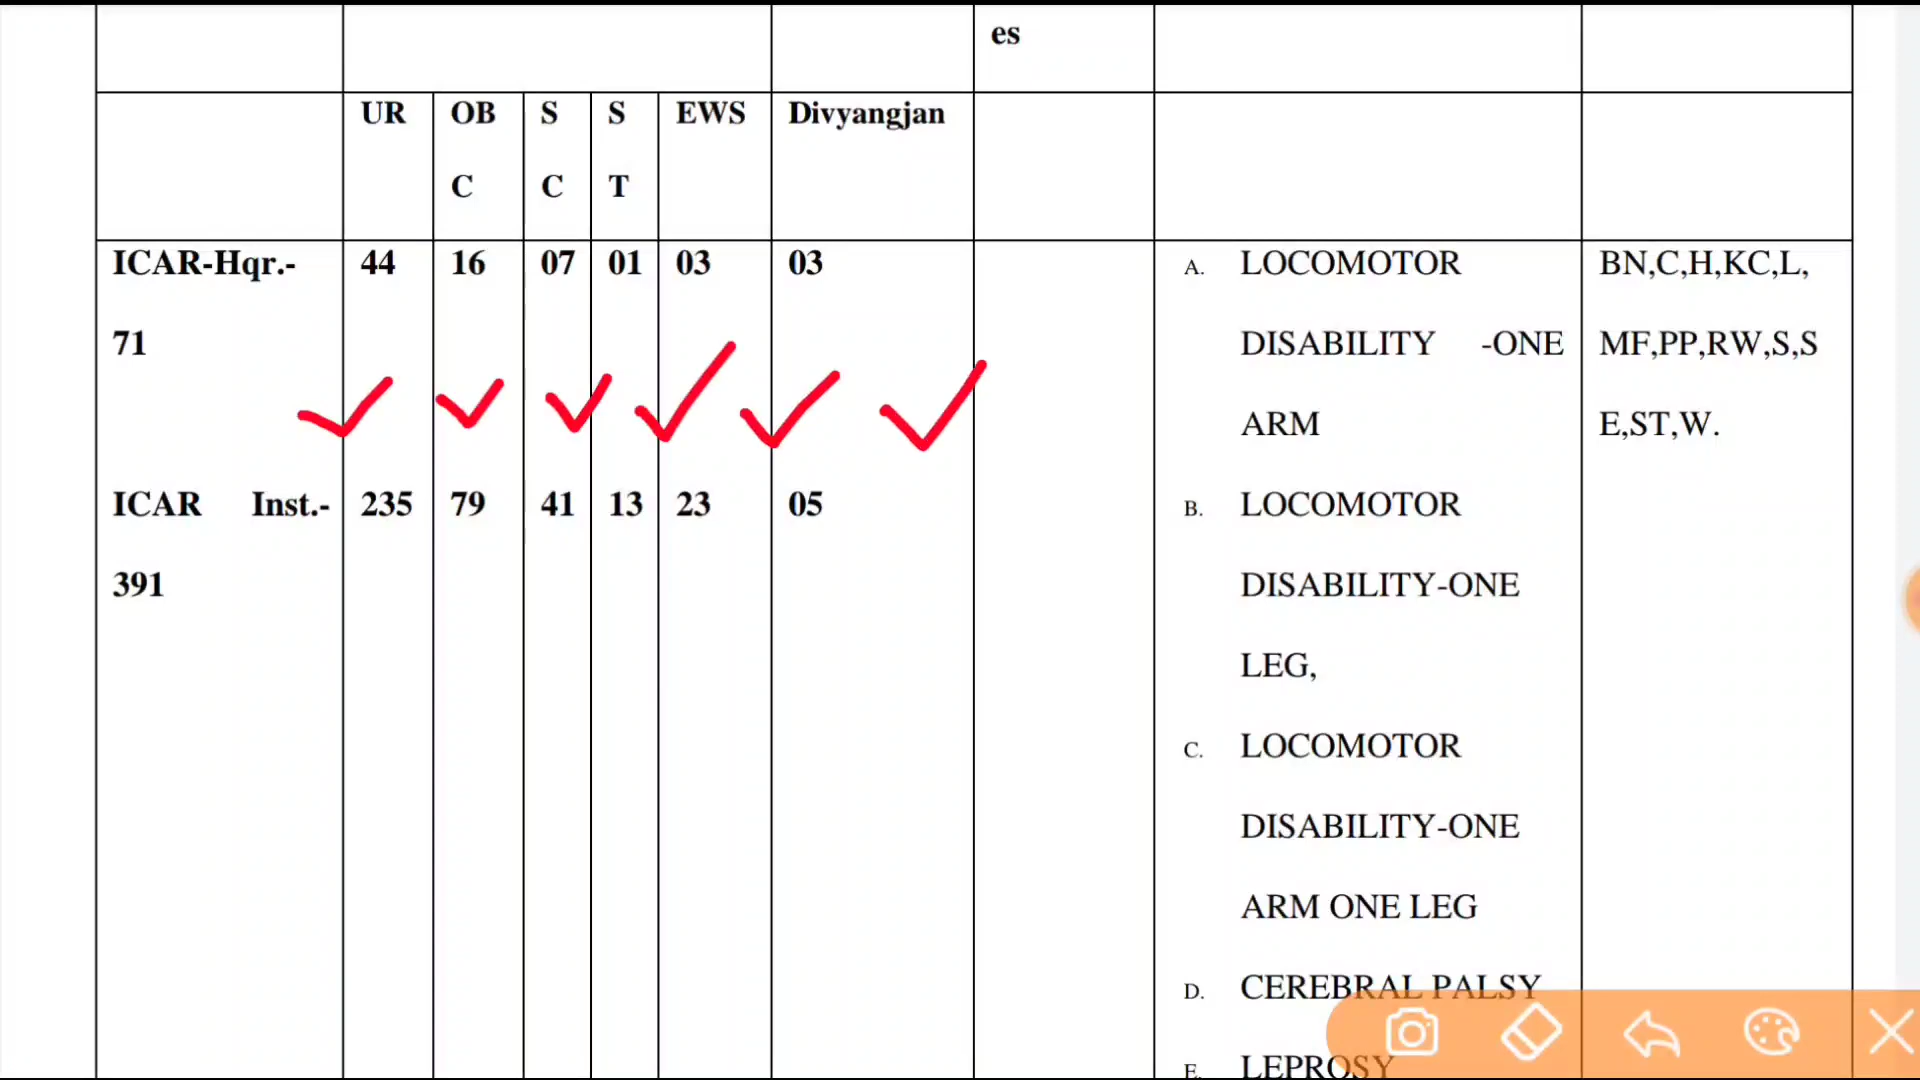 es
UR OB S S EWS Divyangjan
C C T
ICAR-Hqr.- 44 16 07 01 03 03 A. LOCOMOTOR BN,C,H,KC,L,
71 DISABILITY -ONE MF,PP,RW,S,S
ARM E,ST,W.
ICAR Inst.- 235 79 41 13 23 05 B. LOCOMOTOR
391 DISABILITY-ONE
LEG,
C. LOCOMOTOR
DISABILITY-ONE
ARM ONE LEG
D. CEREBRAL PALSY
E. LEPROSY